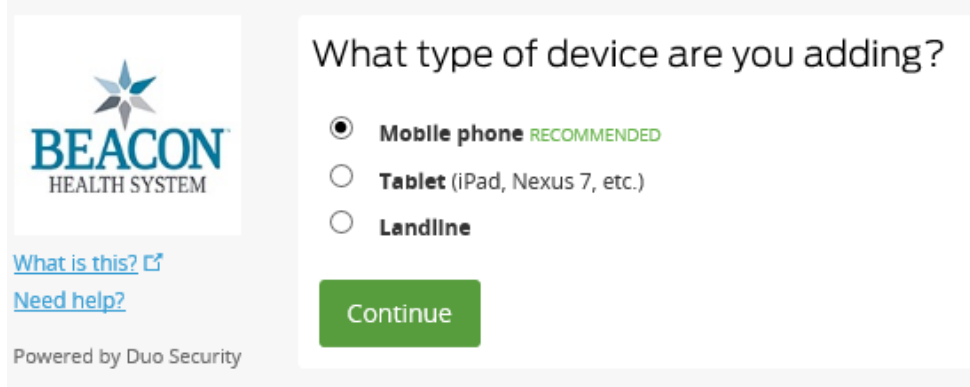 BEACON
HEALTH SYSTEM
What is this?
Need help?
Powered by Duo Security
What type of device are you adding?
Mobile phone RECOMMENDED
Tablet (iPad, Nexus 7, etc.)
Landline
Continue